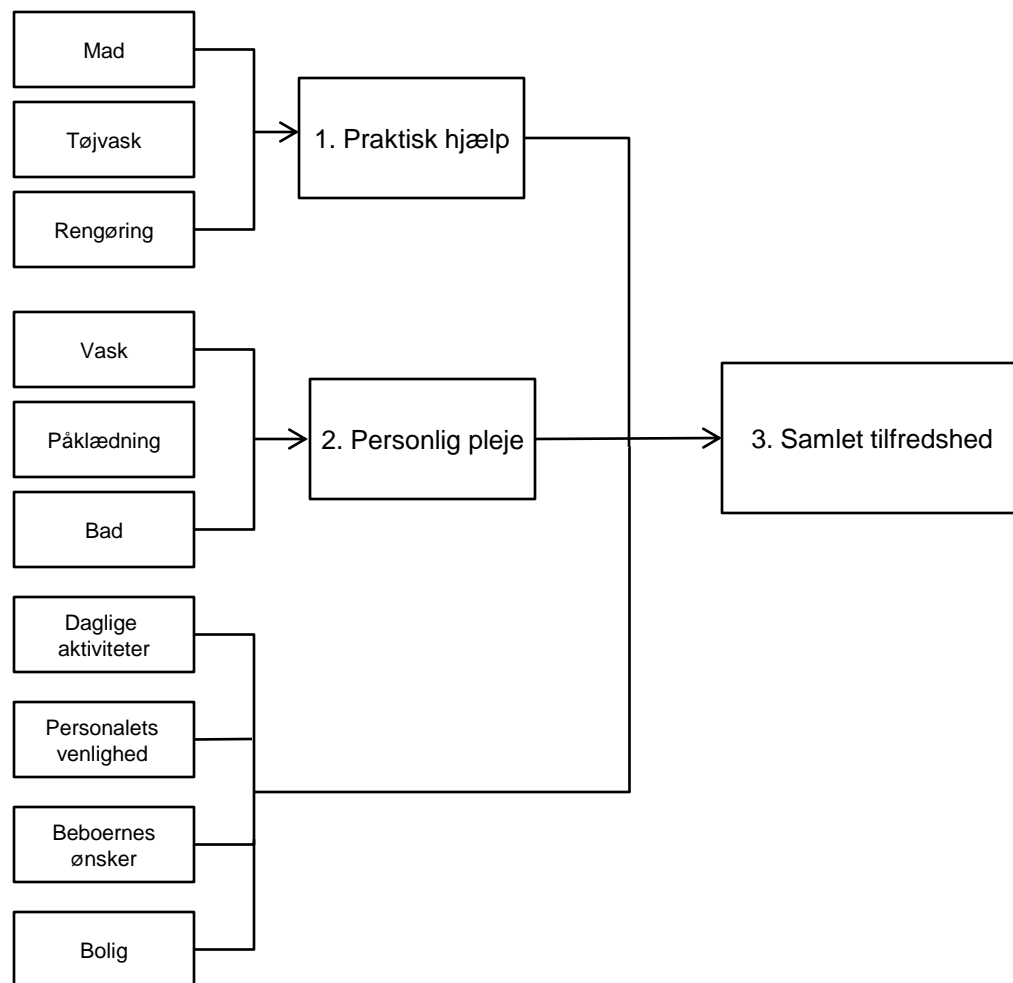 Mad
Tøjvask
Rengøring
1. Praktisk hjælp
Vask
Påklædning
Bad
2. Personlig pleje
3. Samlet tilfredshed
Daglige
aktiviteter
Personalets
venlighed
Beboernes
ønsker
Bolig